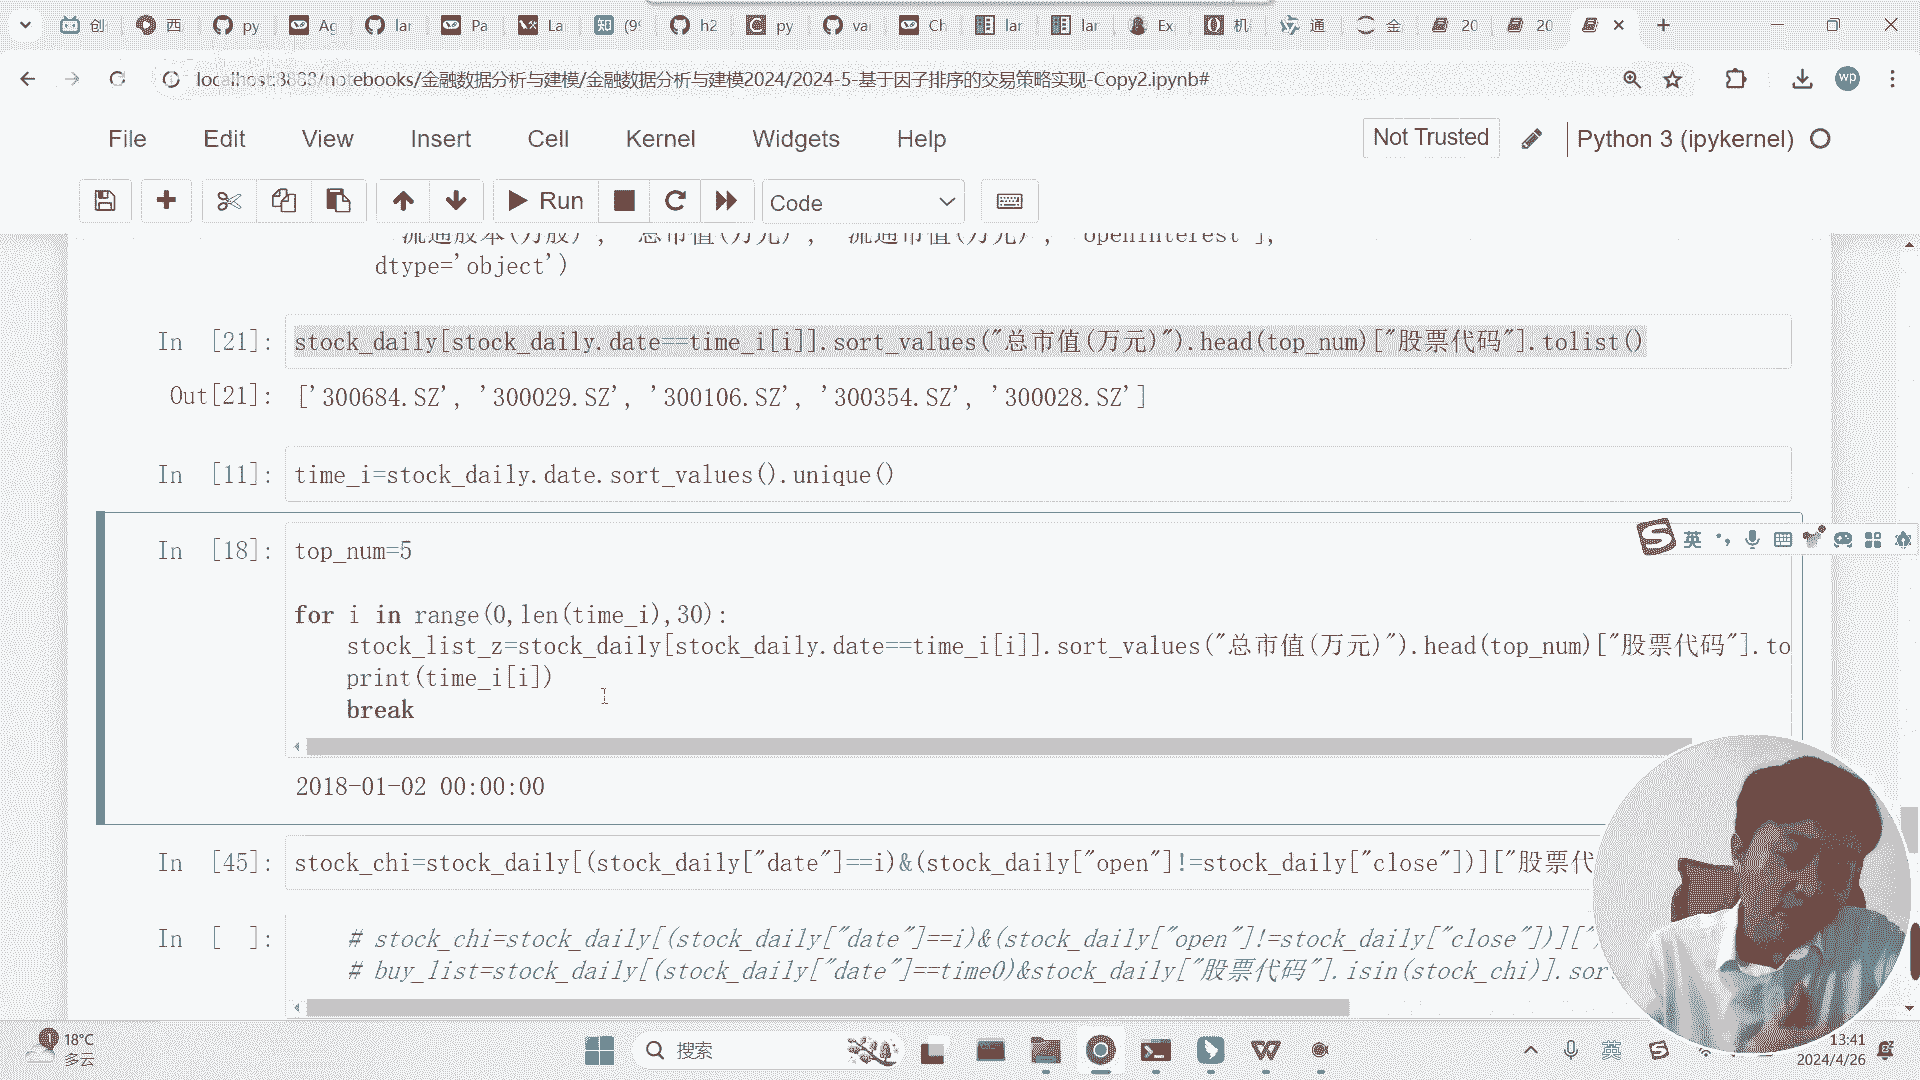 创
西
py
Ag
lar
Pa
La
(99
h2
py
va
Ch
lar
lar
Ex
机
通
金
20
20
localhost:8888/notebooks/金融数据分析与建模/金融数据分析与建模2024/2024-5-基于因子排序的交易策略实现-Copy2.ipynb#
wp
File Edit View Insert Cell Kernel Widgets Help
Not Trusted
Python 3 (ipykernel)
Run
Code
流通股本(万股)', '总市值(万元)', '流通市值(万元)', 'openinterest'],
dtype='object')
In [21]: stock_daily[stock_daily.date==time_i[i]].sort_values("总市值(万元)").head(top_num)["股票代码"].tolist()
Out[21]: ['300684.SZ', '300029.SZ', '300106.SZ', '300354.SZ', '300028.SZ']
In [11]: time_i=stock_daily.date.sort_values().unique()
英
In [18]: top_num=5
for i in range(0,len(time_i),30):
stock_list_z=stock_daily[stock_daily.date==time_i[i]].sort_values("总市值(万元)").head(top_num)["股票代码"].to
print(time_i[i])
break
2018-01-02 00:00:00
In [45]: stock_chi=stock_daily[(stock_daily["date"]==i)&(stock_daily["open"]!=stock_daily["close"])]["股票代
In [ ]: # stock_chi=stock_daily[(stock_daily["date"]==i)&(stock_daily["open"]!=stock_daily["close"])]["
# buy_list=stock_daily[(stock_daily["date"]==time0)&stock_daily["股票代码"].isin(stock_chi)].sor
1
18°C
多云
搜索
英
13:41
2024/4/26